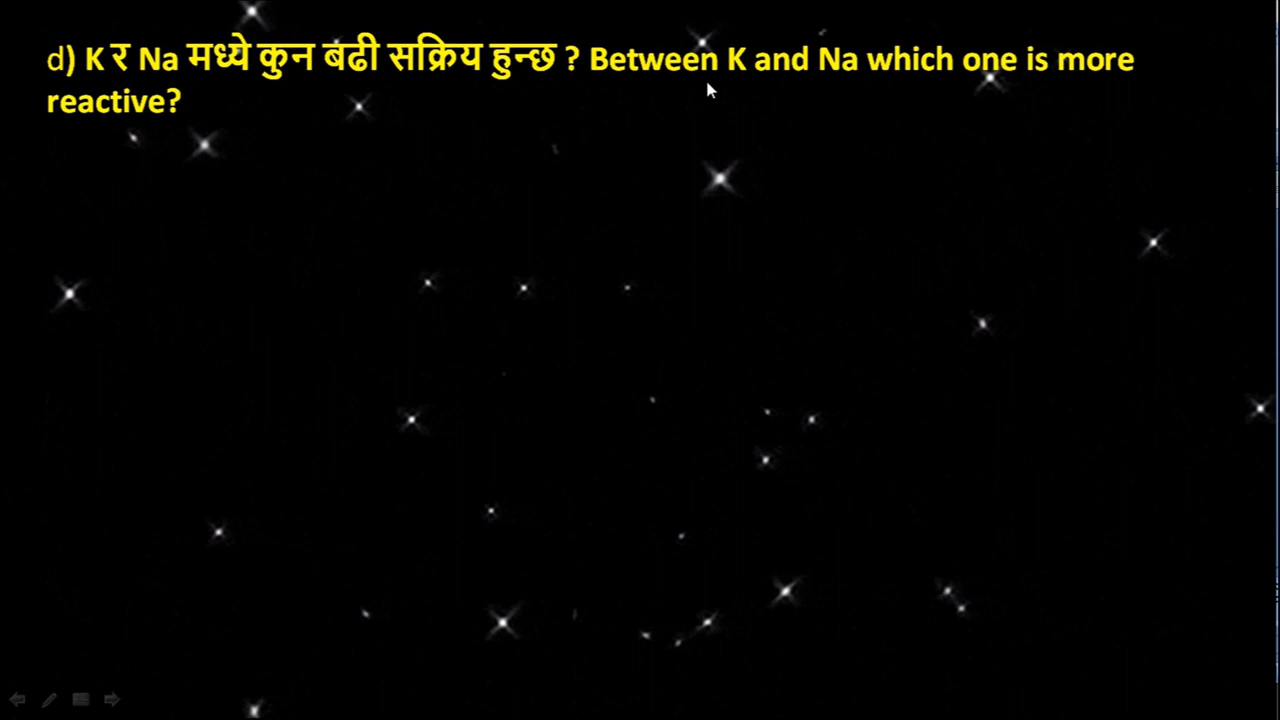 d) K र Na मध्ये कुन बढी सक्रिय हुन्छ ? Between K and Na which one is more
reactive?